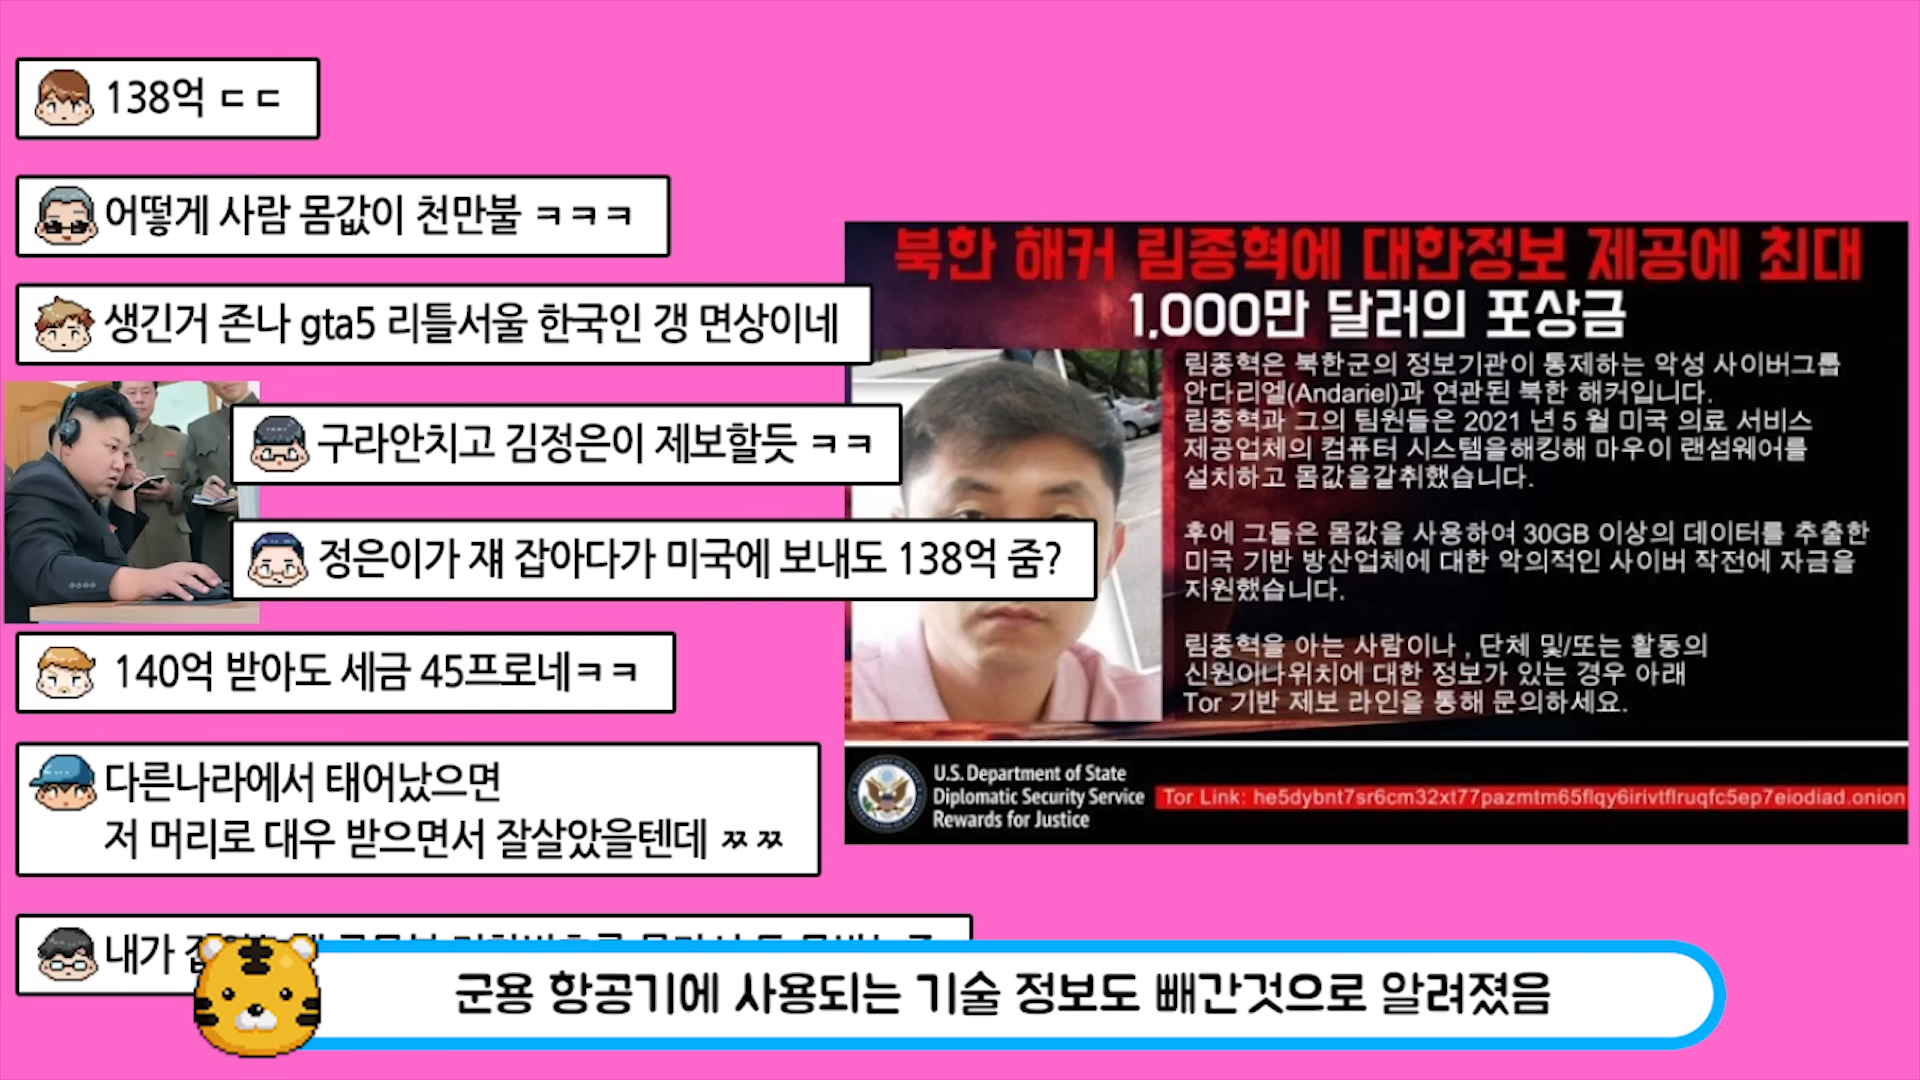 138억 ㄷㄷ
어떻게 사람 몸값이 천만불 ㅋㅋㅋ
생긴거 존나 gta5 리틀서울 한국인 갱 면상이네
구라안치고 김정은이 제보할듯 ㅋㅋ
정은이가 쟤 잡아다가 미국에 보내도 138억 줌?
140억 받아도 세금 45프로네ㅋㅋ
다른나라에서 태어났으면
저 머리로 대우 받으면서 잘살았을텐데 ㅉㅉ
내가
북한 해커 림종혁에 대한정보 제공에 최대
1,000만 달러의 포상금
림종혁은 북한군의 정보기관이 통제하는 악성 사이버그룹
안다리엘(Andariel)과 연관된 북한 해커입니다.
림종혁과 그의 팀원들은 2021 년 5 월 미국 의료 서비스
제공업체의 컴퓨터 시스템을해킹해 마우이 랜섬웨어를
설치하고 몸값을갈취했습니다.
후에 그들은 몸값을 사용하여 30GB 이상의 데이터를 추출한
미국 기반 방산업체에 대한 악의적인 사이버 작전에 자금을
지원했습니다.
림종혁을 아는 사람이나 , 단체 및/또는 활동의
신원이나위치에 대한 정보가 있는 경우 아래
Tor 기반 제보 라인을 통해 문의하세요.
U.S. Department of State
Diplomatic Security Service
Rewards for Justice
Tor Link: he5dybnt7sr6cm32xt77pazmtm65flqy6irivtflruqfc5ep7eiodiad.onion
군용 항공기에 사용되는 기술 정보도 빼간것으로 알려졌음